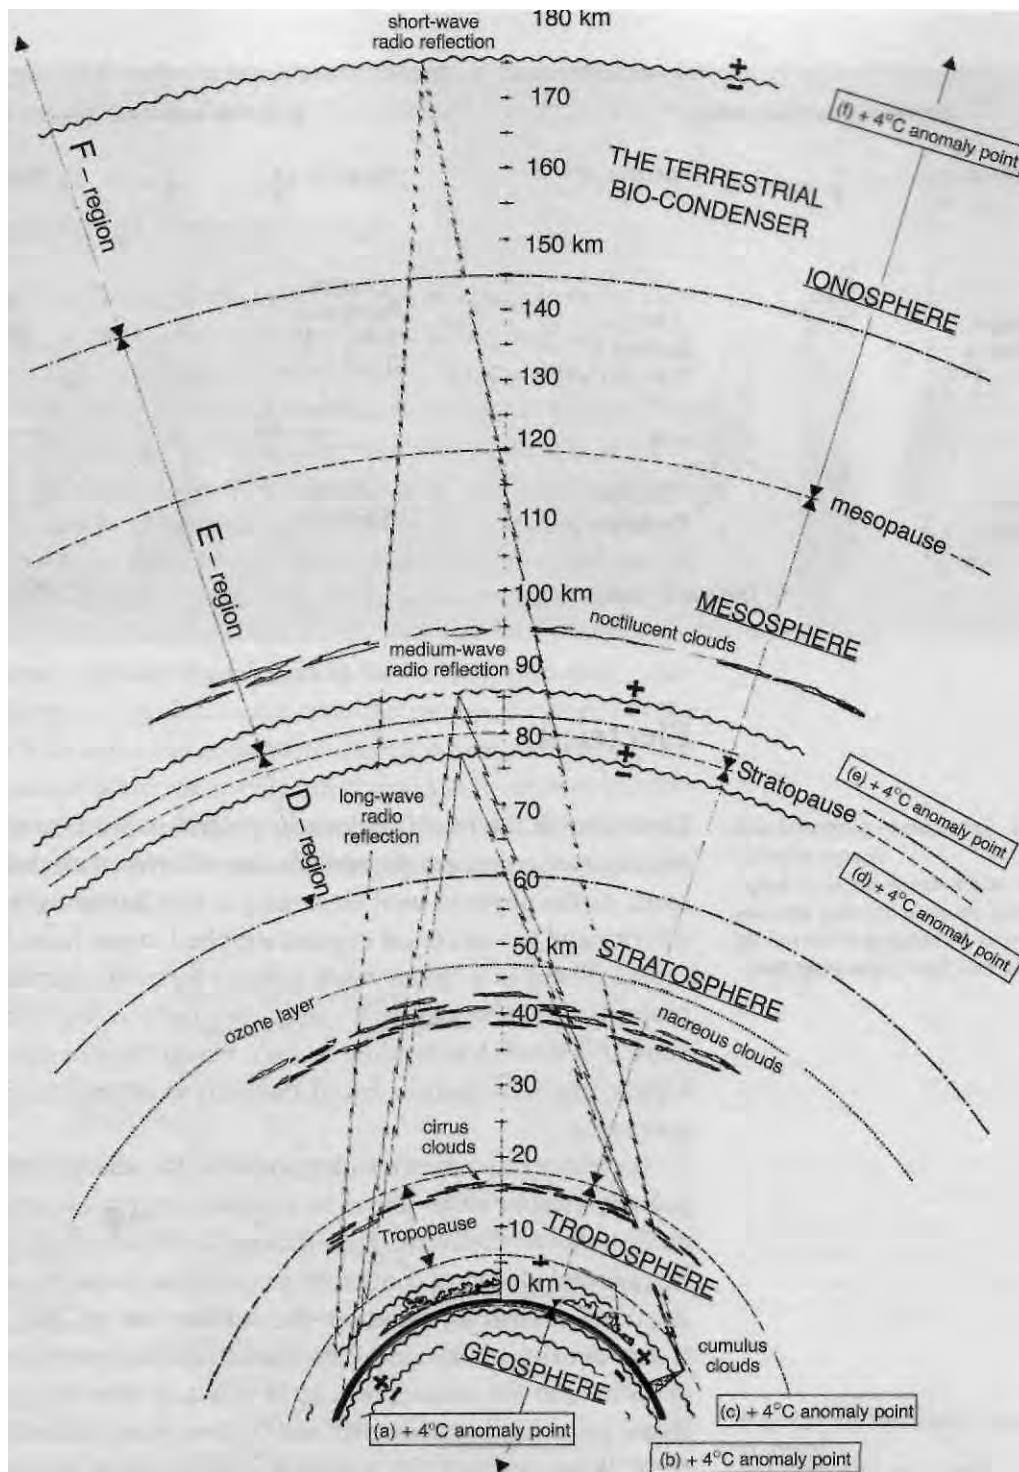 short-wave
radio reflection
180 km
+
−
170
(f) + 4°C anomaly point
F – region
160
THE TERRESTRIAL
BIO-CONDENSER
150 km
IONOSPHERE
140
130
120
mesopause
110
E – region
100 km
MESOSPHERE
noctilucent clouds
medium-wave
radio reflection
90
+
−
80
+
−
Stratopause
(e) + 4°C anomaly point
D – region
long-wave
radio
reflection
70
(d) + 4°C anomaly point
60
50 km
STRATOSPHERE
ozone layer
40
nacreous clouds
30
cirrus
clouds
20
Tropopause
10
TROPOSPHERE
+
0 km
cumulus
clouds
GEOSPHERE
+
−
+
−
(c) + 4°C anomaly point
(a) + 4°C anomaly point
(b) + 4°C anomaly point